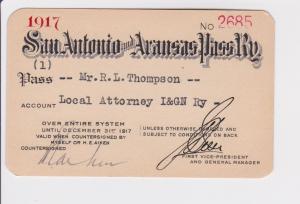 1917 No 2685
San Antonio and Aransas Pass Ry.
(1)
Pass -- Mr. R.L. Thompson --
ACCOUNT Local Attorney I&GN Ry -
OVER ENTIRE SYSTEM
UNTIL DECEMBER 31ST 1917
VALID WHEN COUNTERSIGNED BY
MYSELF OR H. E. AIKEN
COUNTERSIGNED
UNLESS OTHERWISE ORDERED AND
SUBJECT TO CONDITIONS ON BACK.
FIRST VICE-PRESIDENT
AND GENERAL MANAGER